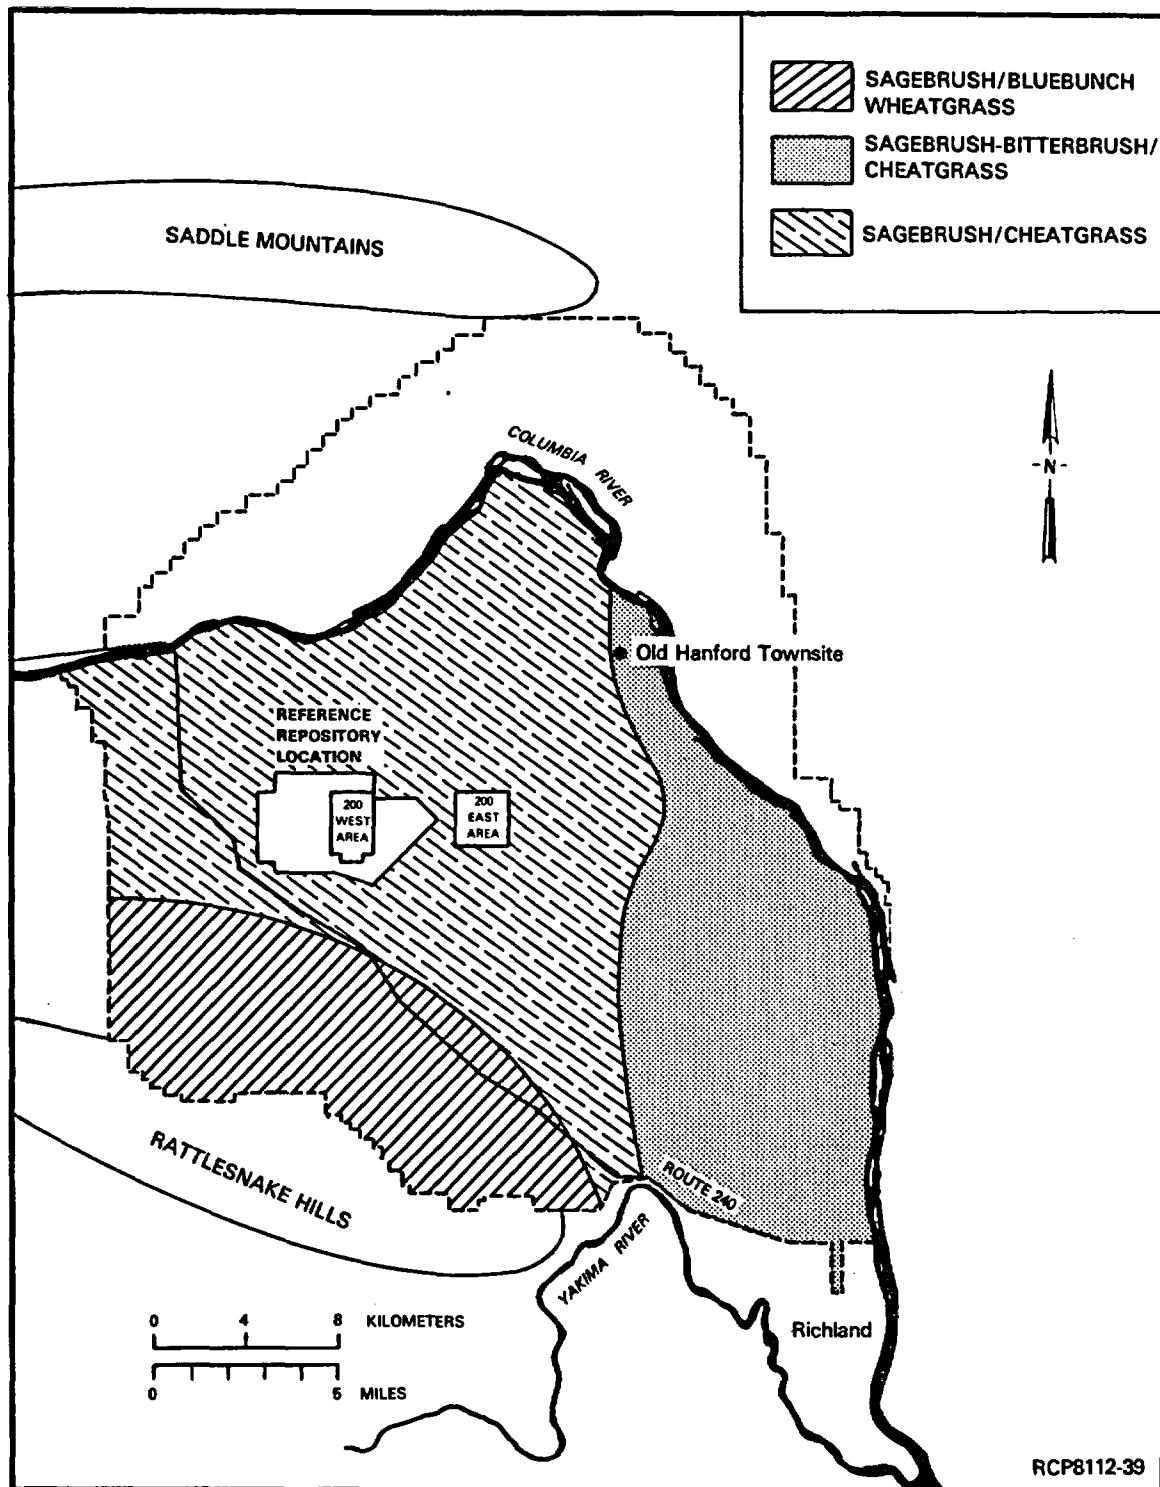 SAGEBRUSH/BLUEBUNCH
WHEATGRASS
SAGEBRUSH-BITTERBRUSH/
CHEATGRASS
SAGEBRUSH/CHEATGRASS
SADDLE MOUNTAINS
N
COLUMBIA RIVER
Old Hanford Townsite
REFERENCE
REPOSITORY
LOCATION
200
WEST
AREA
200
EAST
AREA
RATTLESNAKE HILLS
ROUTE 240
YAKIMA RIVER
Richland
0 4 8 KILOMETERS
0 5 MILES
RCP8112-39